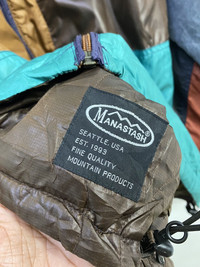 MANASTASH®
SEATTLE, USA
EST. 1993
FINE QUALITY
MOUNTAIN PRODUCTS